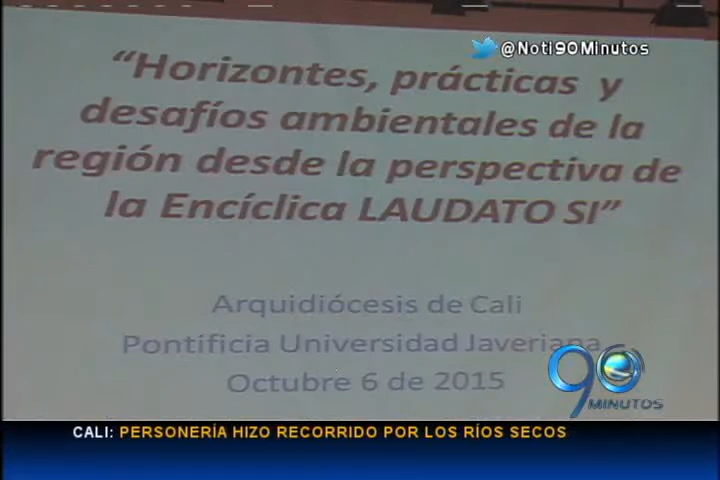 @Noti90Minutos
“Horizontes, prácticas y
desafíos ambientales de la
región desde la perspectiva de
la Encíclica LAUDATO SI”
Arquidiócesis de Cali
Pontificia Universidad Javeriana
Octubre 6 de 2015
90
MINUTOS
CALI: PERSONERÍA HIZO RECORRIDO POR LOS RÍOS SECOS